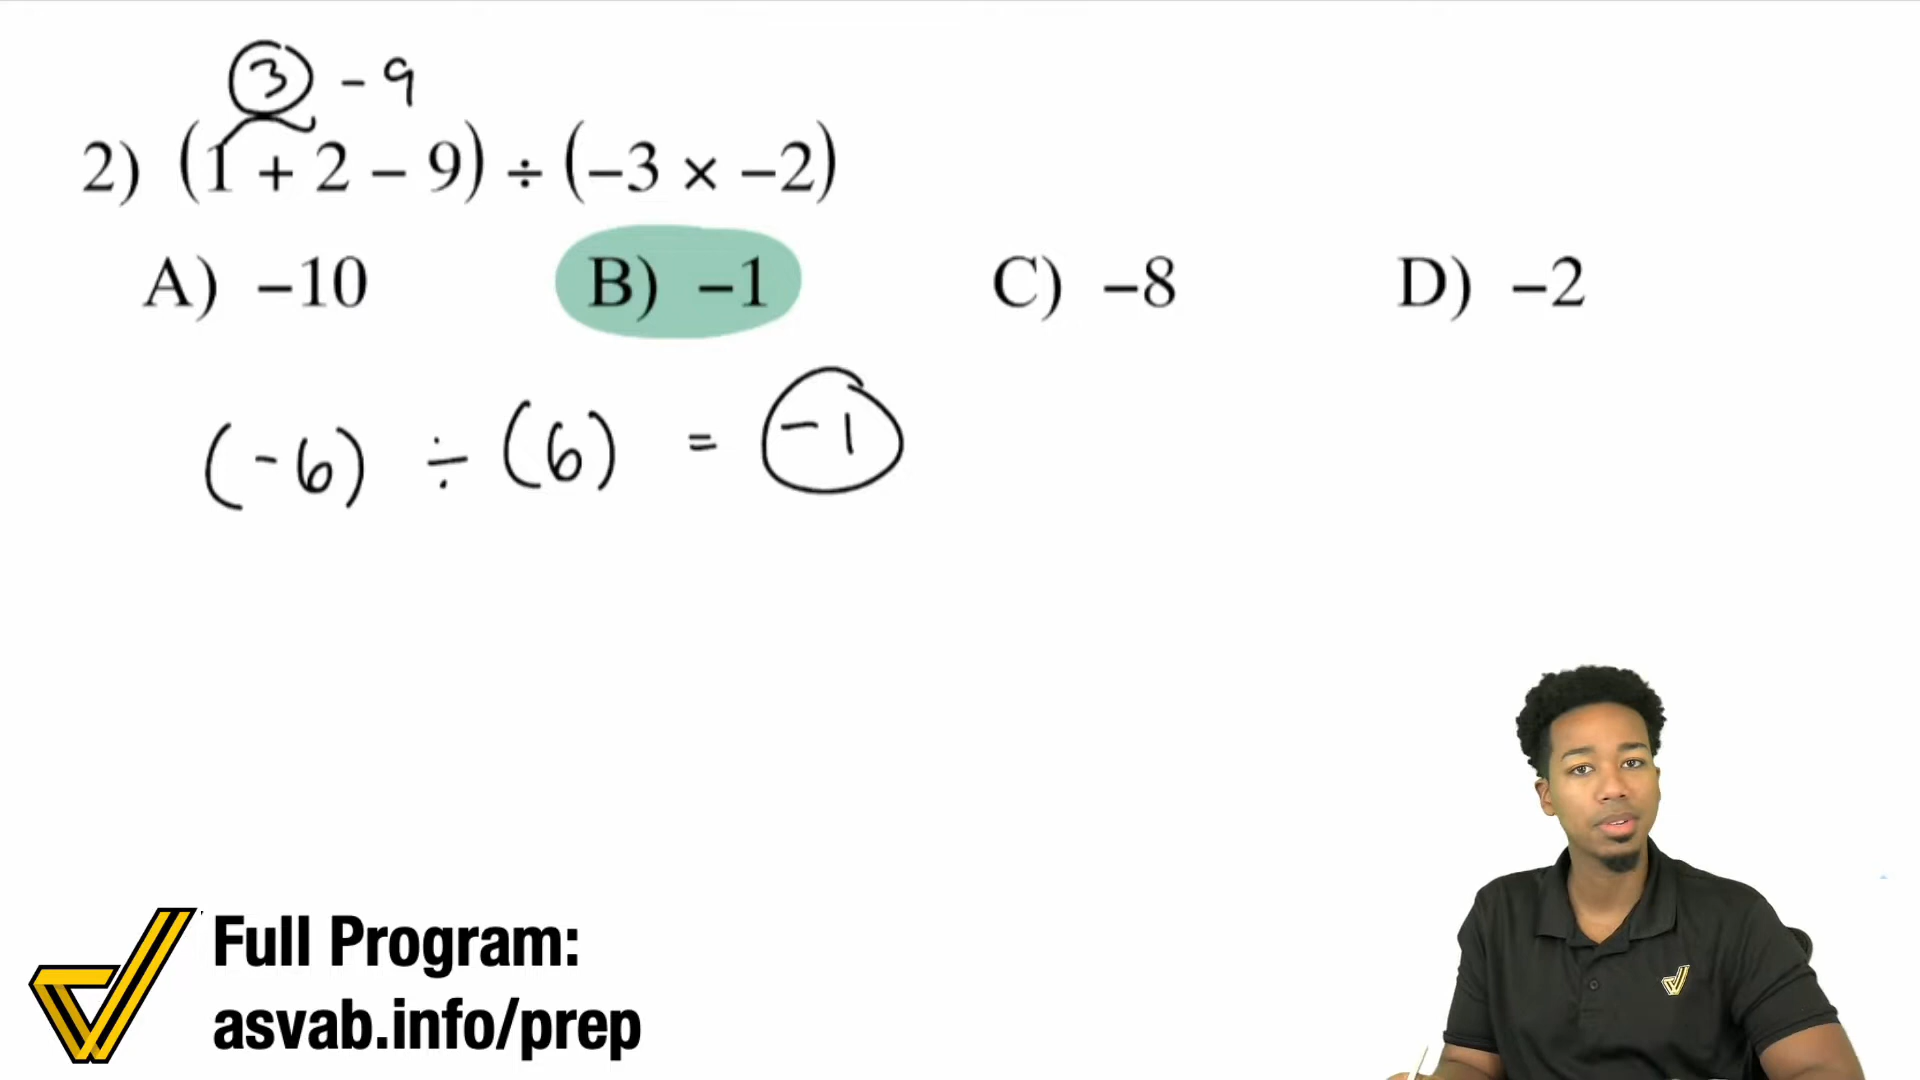 3 - 9
2) (1 + 2 − 9) ÷ (−3 × −2)
A) −10 B) −1 C) −8 D) −2
(-6) ÷ (6) = -1
Full Program:
asvab.info/prep